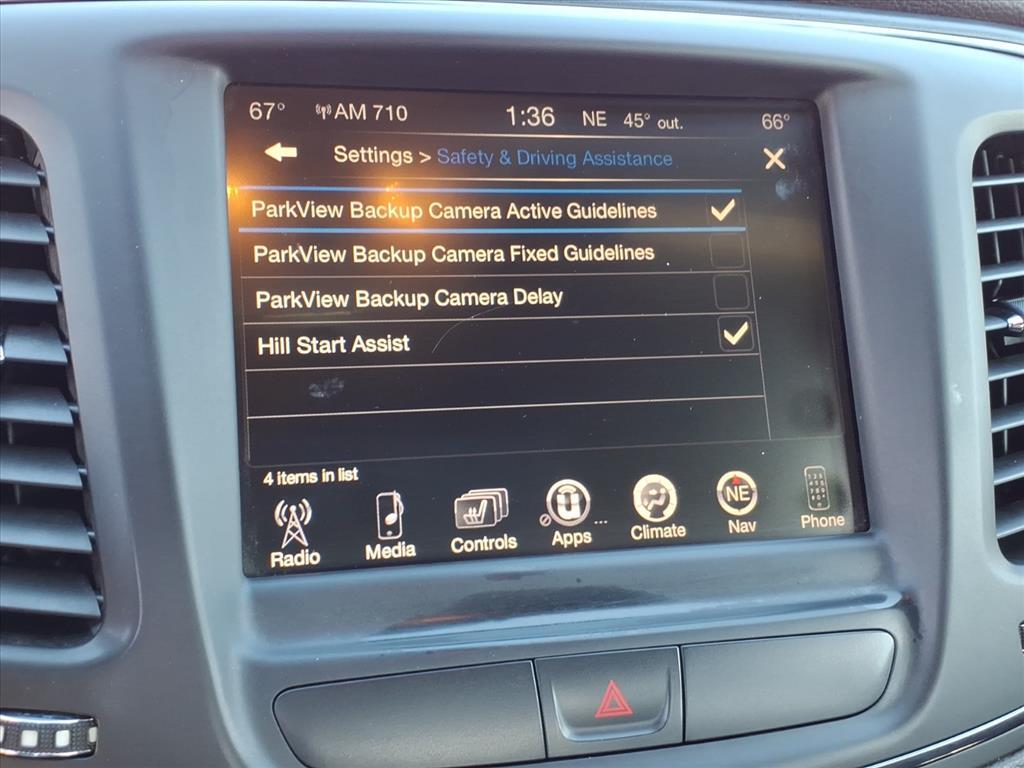 67° AM 710 1:36 NE 45° out. 66°
Settings > Safety & Driving Assistance
ParkView Backup Camera Active Guidelines
ParkView Backup Camera Fixed Guidelines
ParkView Backup Camera Delay
Hill Start Assist
4 items in list
NE
Radio Media Controls Apps ... Climate Nav Phone